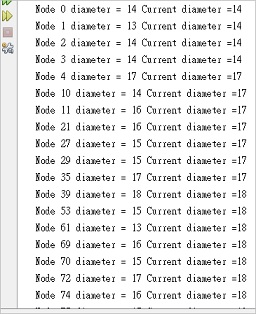 Node 0 diameter = 14 Current diameter =14
Node 1 diameter = 13 Current diameter =14
Node 2 diameter = 14 Current diameter =14
Node 3 diameter = 14 Current diameter =14
Node 4 diameter = 17 Current diameter =17
Node 10 diameter = 14 Current diameter =17
Node 11 diameter = 16 Current diameter =17
Node 21 diameter = 16 Current diameter =17
Node 27 diameter = 15 Current diameter =17
Node 29 diameter = 15 Current diameter =17
Node 35 diameter = 17 Current diameter =17
Node 39 diameter = 18 Current diameter =18
Node 53 diameter = 15 Current diameter =18
Node 61 diameter = 13 Current diameter =18
Node 69 diameter = 16 Current diameter =18
Node 70 diameter = 15 Current diameter =18
Node 72 diameter = 17 Current diameter =18
Node 74 diameter = 16 Current diameter =18